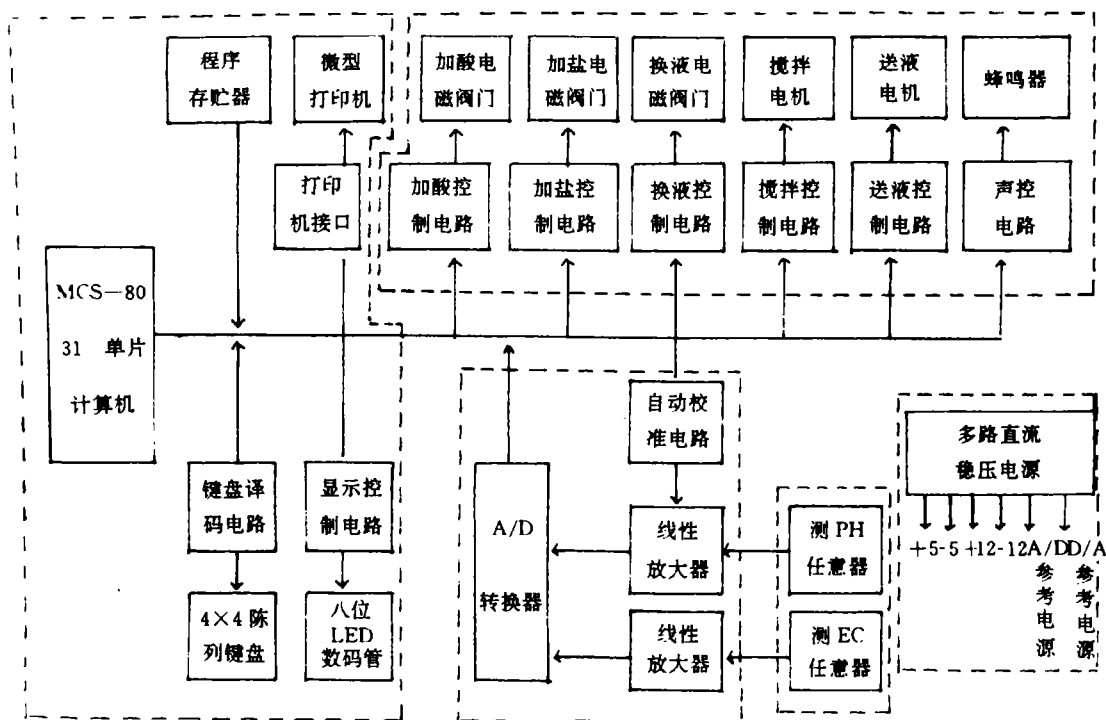 程序
存贮器
微型
打印机
加酸电
磁阀门
加盐电
磁阀门
换液电
磁阀门
搅拌
电机
送液
电机
蜂鸣器
打印
机接口
加酸控
制电路
加盐控
制电路
换液控
制电路
搅拌控
制电路
送液控
制电路
声控
电路
MCS—80
31 单片
计算机
自动校
准电路
多路直流
稳压电源
键盘译
码电路
显示控
制电路
A/D
转换器
线性
放大器
测 PH
任意器
+5-5+12-12A/DD/A
参考电源
参考电源
4×4 陈
列键盘
八位
LED
数码管
线性
放大器
测 EC
任意器